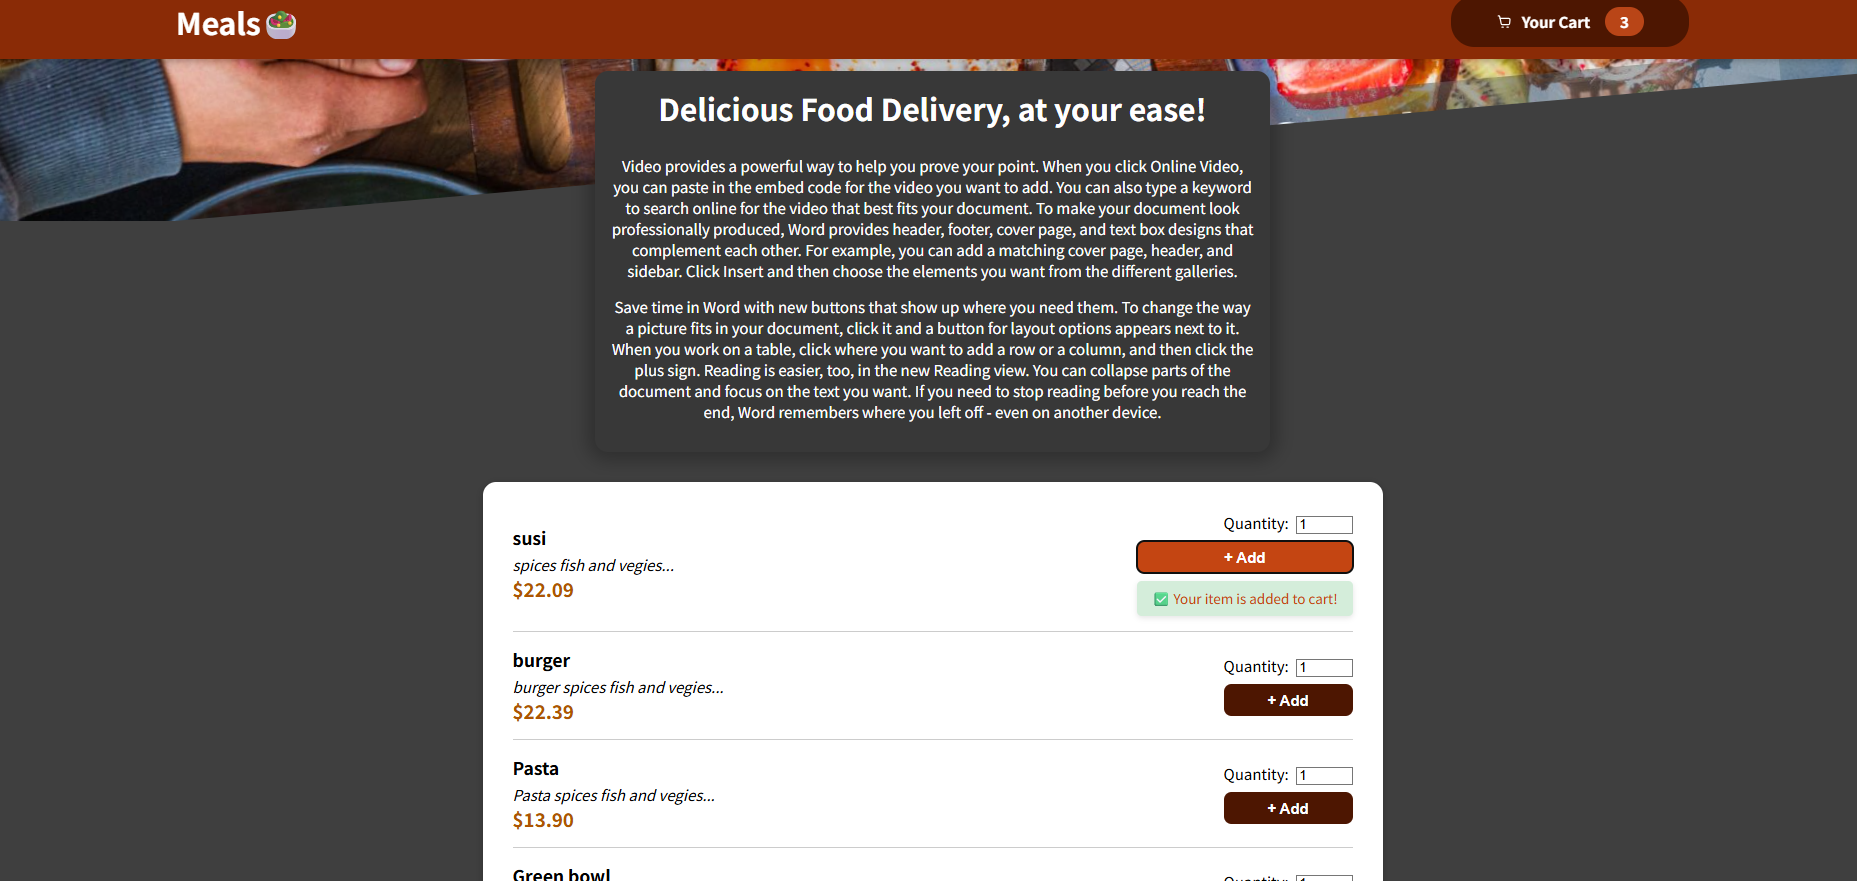 Meals
Your Cart 3
Delicious Food Delivery, at your ease!
Video provides a powerful way to help you prove your point. When you click Online Video,
you can paste in the embed code for the video you want to add. You can also type a keyword
to search online for the video that best fits your document. To make your document look
professionally produced, Word provides header, footer, cover page, and text box designs that
complement each other. For example, you can add a matching cover page, header, and
sidebar. Click Insert and then choose the elements you want from the different galleries.
Save time in Word with new buttons that show up where you need them. To change the way
a picture fits in your document, click it and a button for layout options appears next to it.
When you work on a table, click where you want to add a row or a column, and then click the
plus sign. Reading is easier, too, in the new Reading view. You can collapse parts of the
document and focus on the text you want. If you need to stop reading before you reach the
end, Word remembers where you left off - even on another device.
susi
spices fish and vegies...
$22.09
Quantity: 1
+ Add
✅ Your item is added to cart!
burger
burger spices fish and vegies...
$22.39
Quantity: 1
+ Add
Pasta
Pasta spices fish and vegies...
$13.90
Quantity: 1
+ Add
Green bowl
Quantity: 1